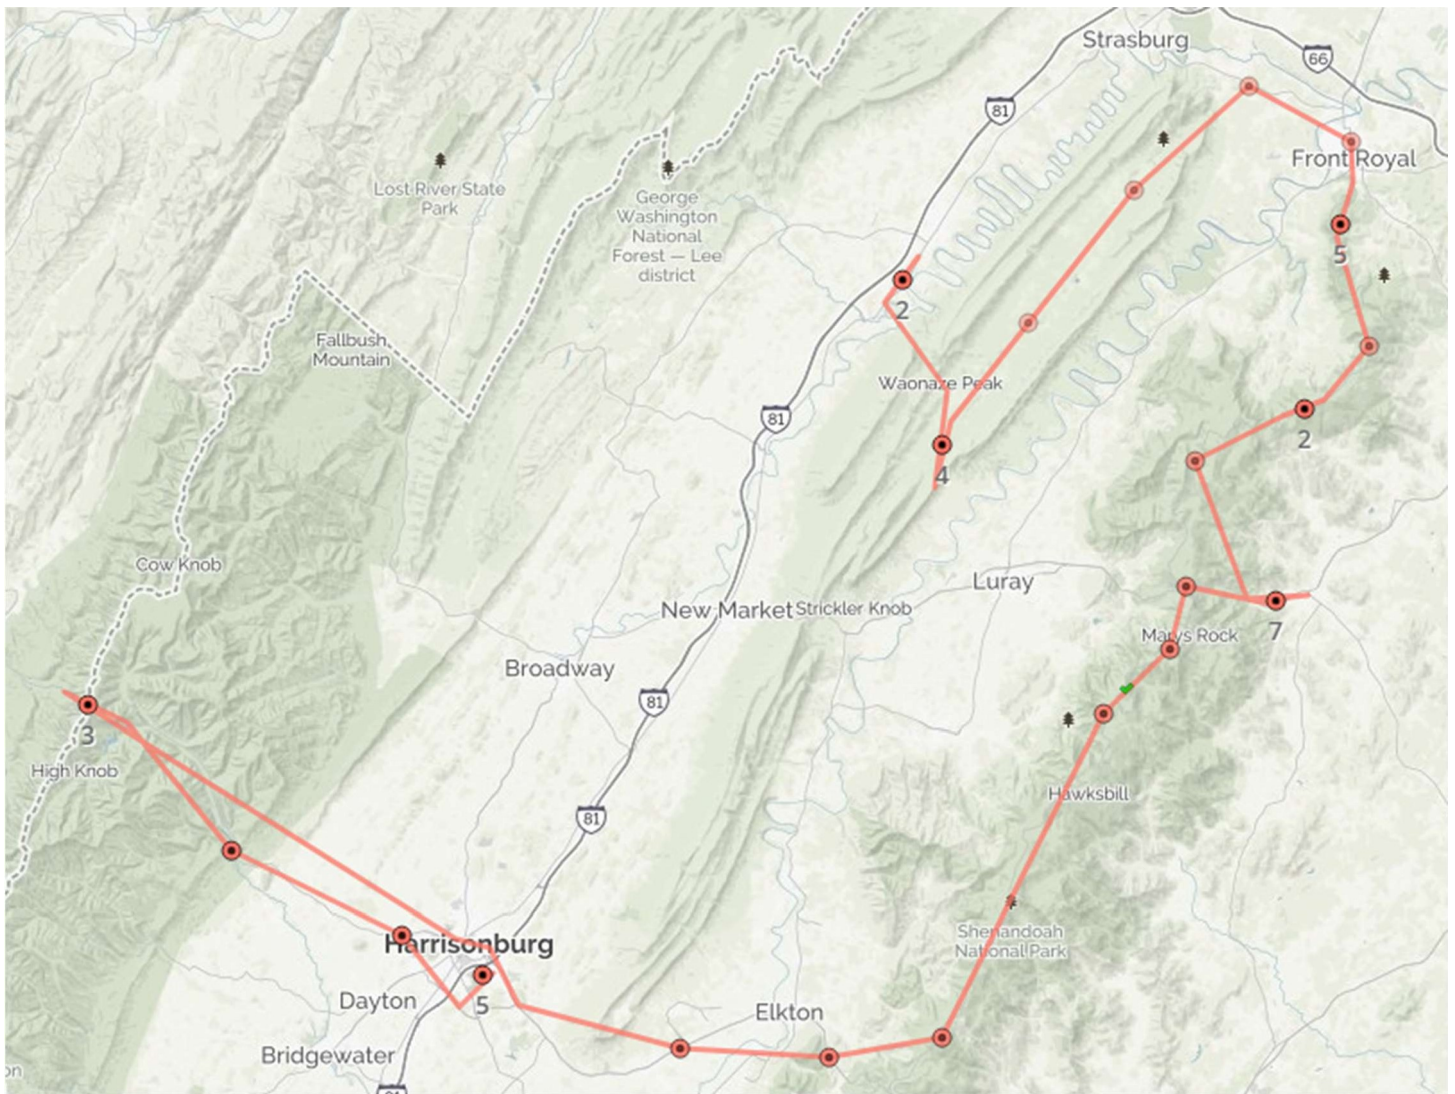 Strasburg
66
81
Front Royal
Lost River State
Park
George
Washington
National
Forest — Lee
district
5
2
Fallbush
Mountain
Waonaze Peak
81
2
4
Cow Knob
Luray
New Market
Strickler Knob
7
Marys Rock
Broadway
81
3
High Knob
Hawksbill
81
Shenandoah
National Park
Harrisonburg
Dayton
5
Elkton
Bridgewater
on